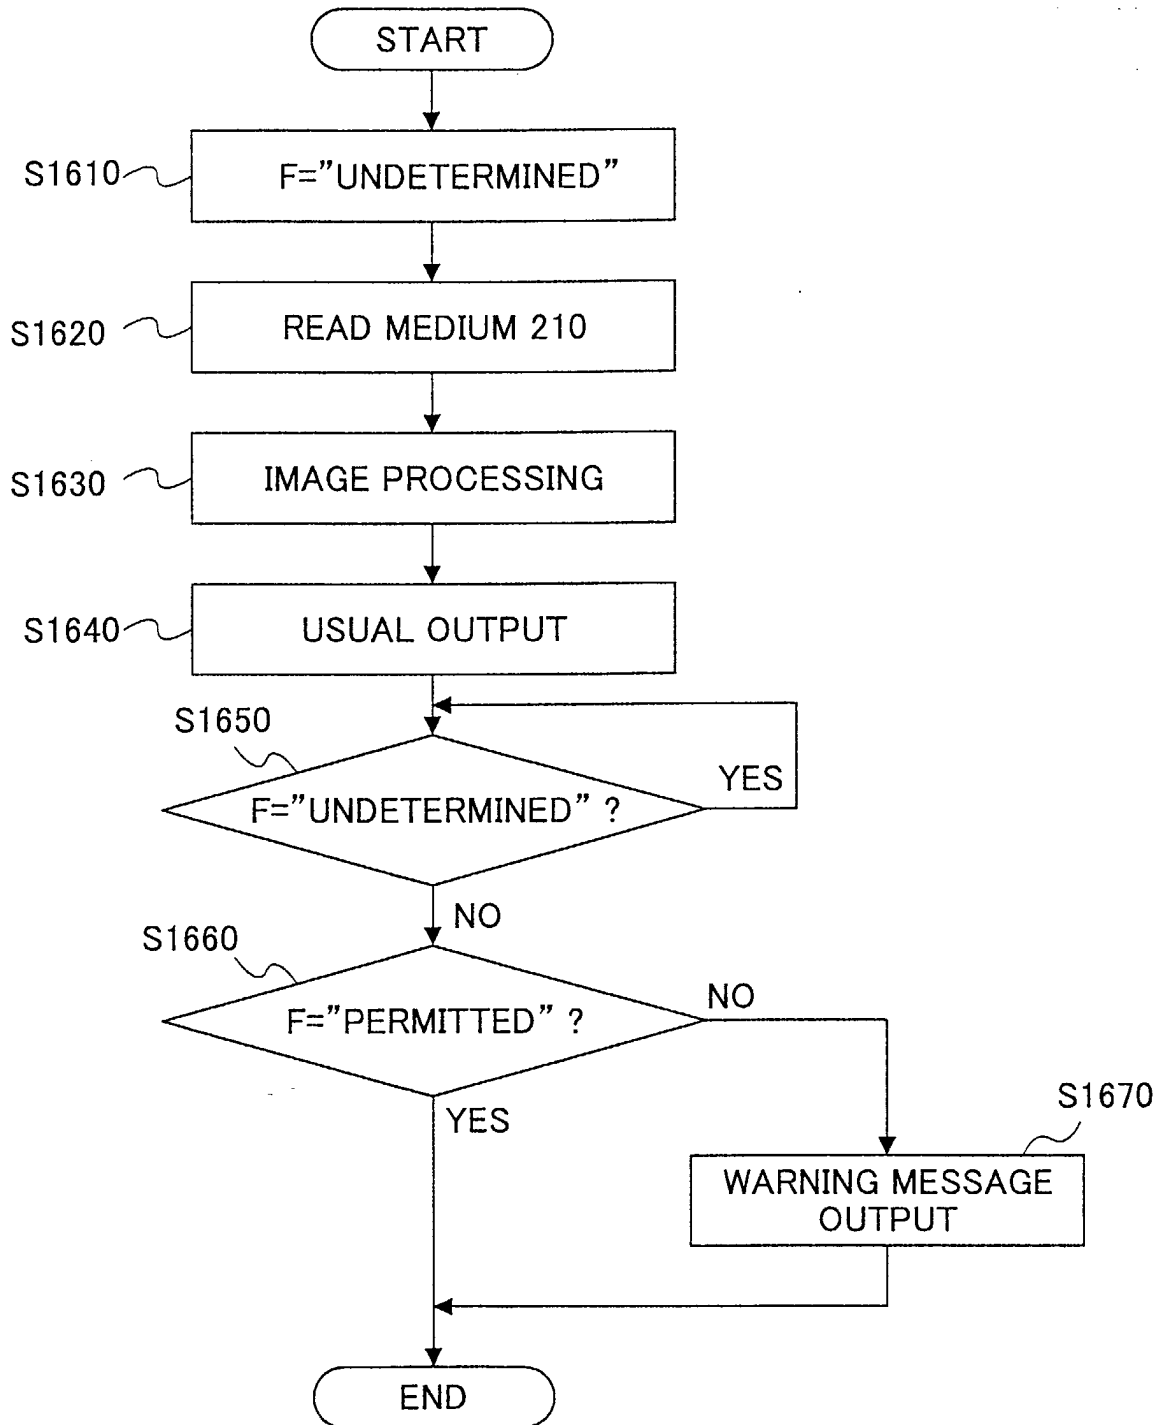 START
S1610
F=”UNDETERMINED”
S1620
READ MEDIUM 210
S1630
IMAGE PROCESSING
S1640
USUAL OUTPUT
S1650
YES
F=”UNDETERMINED” ?
NO
S1660
NO
F=”PERMITTED” ?
YES
S1670
WARNING MESSAGE
OUTPUT
END